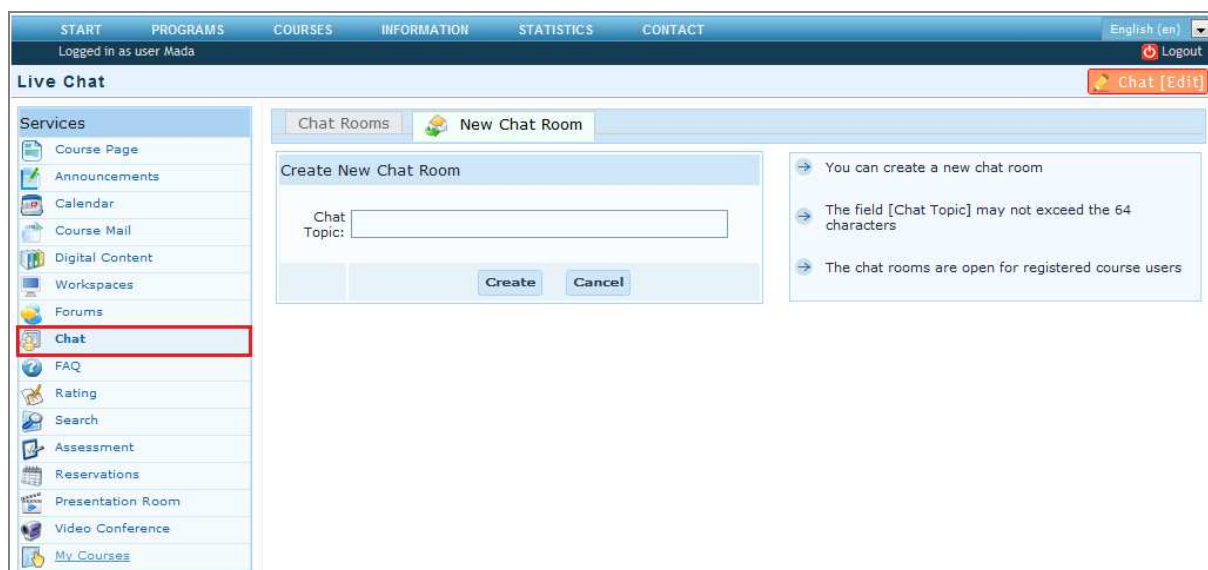 START PROGRAMS COURSES INFORMATION STATISTICS CONTACT English (en)
Logged in as user Mada Logout
Live Chat Chat [Edit]
Services
Course Page
Announcements
Calendar
Course Mail
Digital Content
Workspaces
Forums
Chat
FAQ
Rating
Search
Assessment
Reservations
Presentation Room
Video Conference
My Courses
Chat Rooms New Chat Room
Create New Chat Room
Chat
Topic:
Create Cancel
You can create a new chat room
The field [Chat Topic] may not exceed the 64
characters
The chat rooms are open for registered course users